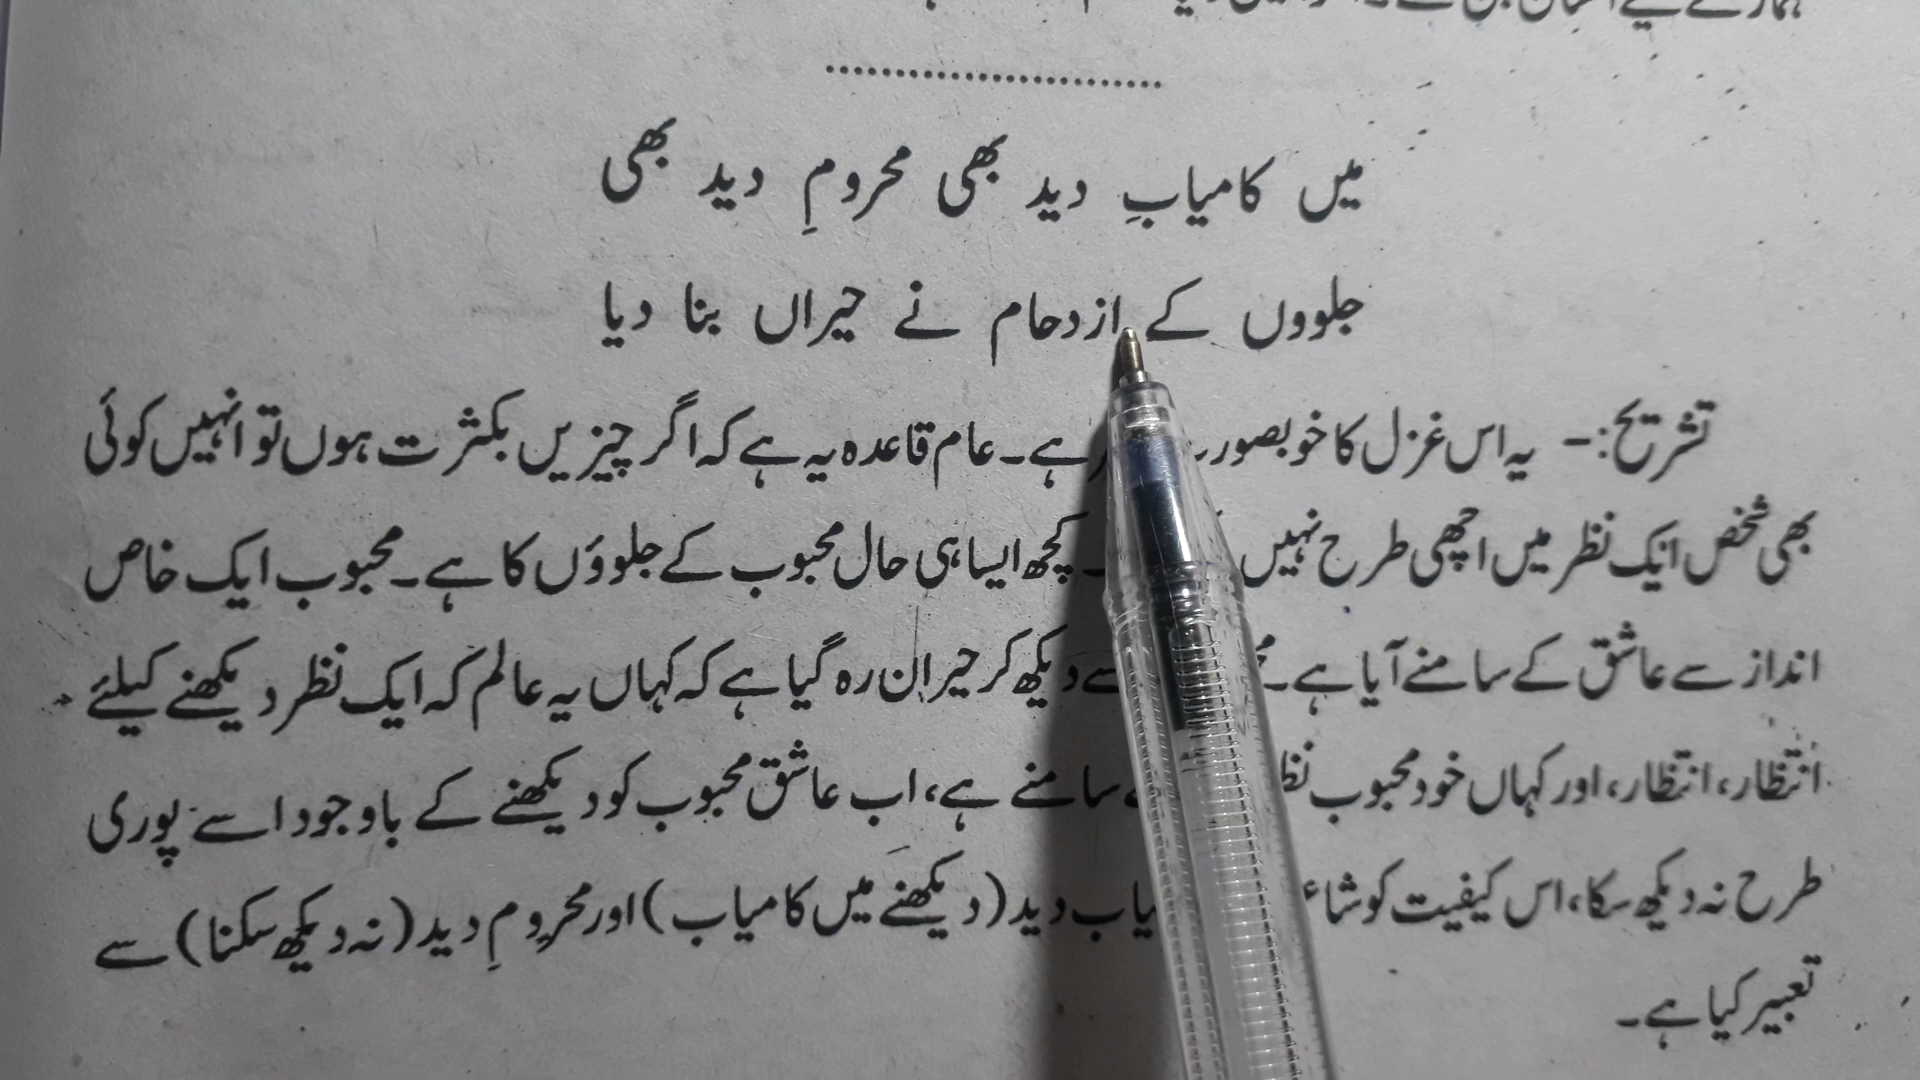 ہمارے لیے
........................
میں کامیابِ دید بھی محرومِ دید بھی
جلووں کے ازدحام نے حیراں بنا دیا
تشریح:- یہ اس غزل کا ہے۔ عام قاعدہ یہ ہے کہ اگر چیزیں بکثرت ہوں تو انہیں کوئی
بھی شخص ایک نظر میں اچھی طرح نہیں کچھ ایسا ہی حال محبوب کے جلوؤں کا ہے۔ محبوب ایک خاص
انداز سے عاشق کے سامنے آیا ہے۔ دیکھ کر حیران رہ گیا ہے کہ کہاں یہ عالم کہ ایک نظر دیکھنے کیلئے
انتظار، انتظار، اور کہاں خود محبوب سامنے ہے، اب عاشق محبوب کو دیکھنے کے باوجود اسے پوری
طرح نہ دیکھ سکا، اس کیفیت کو دید (دیکھنے میں کامیاب) اور محرومِ دید (نہ دیکھ سکنا) سے
تعبیر کیا ہے۔